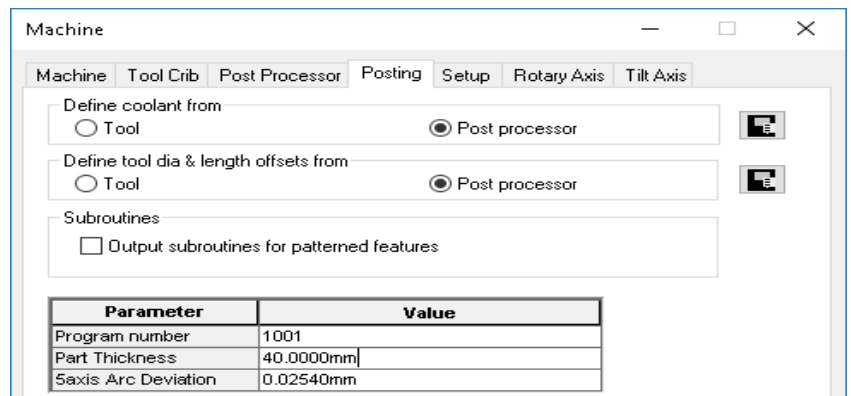 Machine
Machine Tool Crib Post Processor Posting Setup Rotary Axis Tilt Axis
Define coolant from
Tool Post processor
Define tool dia & length offsets from
Tool Post processor
Subroutines
Output subroutines for patterned features
Parameter Value
Program number 1001
Part Thickness 40.0000mm
5axis Arc Deviation 0.02540mm